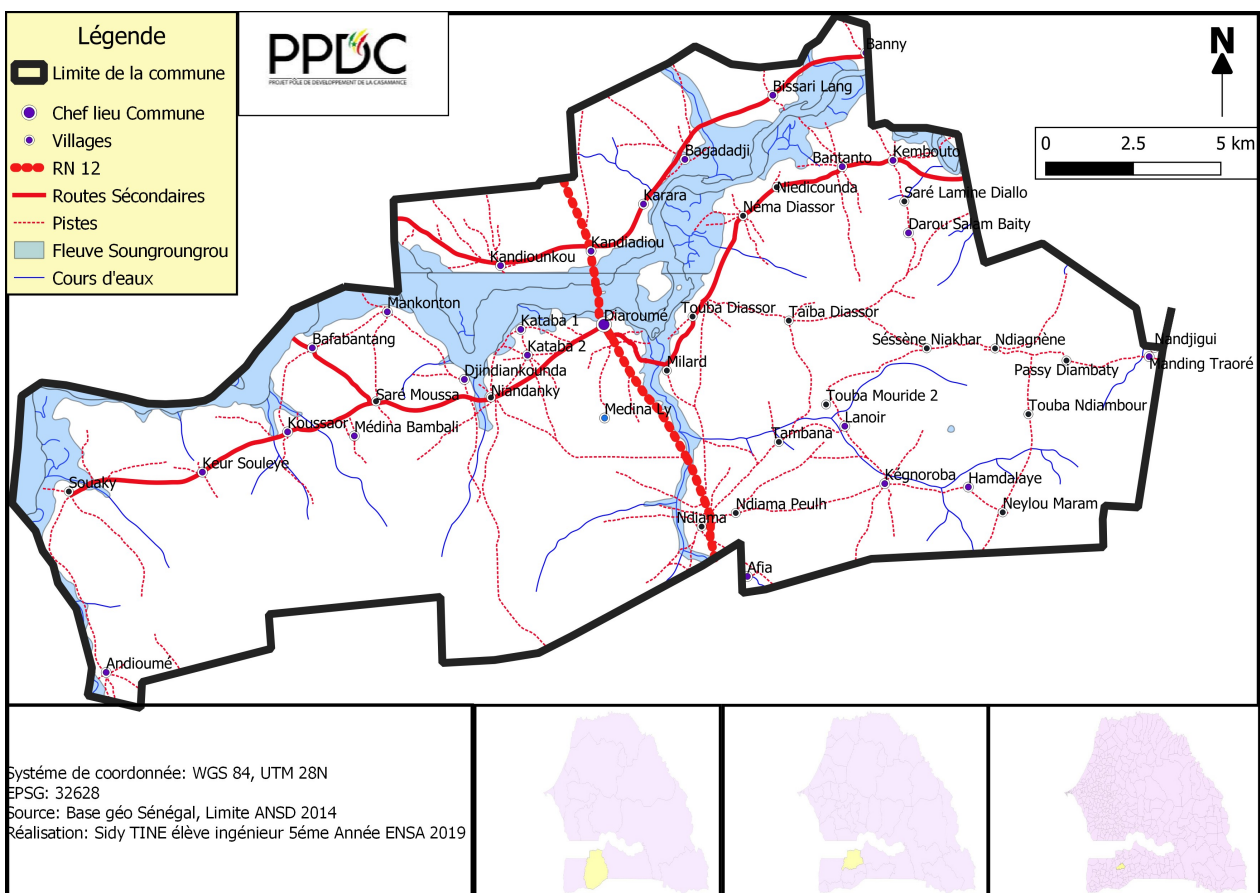 Légende
Limite de la commune
Chef lieu Commune
Villages
RN 12
Routes Sécondaires
Pistes
Fleuve Soungroungrou
Cours d'eaux
PPDC
PROJET PÔLE DE DEVELOPPEMENT DE LA CASAMANCE
N
0 2.5 5 km
Banny
Bissari Lang
Bagadadji
Bantanto
Kembouto
Niedicounda
Saré Lamine Diallo
Karara
Néma Diassor
Darou Salam Baity
Kandiadiou
Kandiounkou
Mankonton
Kataba 1
Diaroumé
Touba Diassor
Taïba Diassor
Bafabantang
Kataba 2
Séssène Niakhar
Ndiagnène
Nandjigui
Manding Traoré
Passy Diambaty
Djindiankounda
Milard
Saré Moussa
Niandanky
Touba Mouride 2
Touba Ndiambour
Medina Ly
Koussaor
Médina Bambali
Lanoir
Tambana
Keur Souleye
Souaky
Kégnoroba
Hamdalaye
Ndiama Peulh
Neylou Maram
Ndiama
Afia
Andioumé
Systéme de coordonnée: WGS 84, UTM 28N
EPSG: 32628
Source: Base géo Sénégal, Limite ANSD 2014
Réalisation: Sidy TINE élève ingénieur 5éme Année ENSA 2019